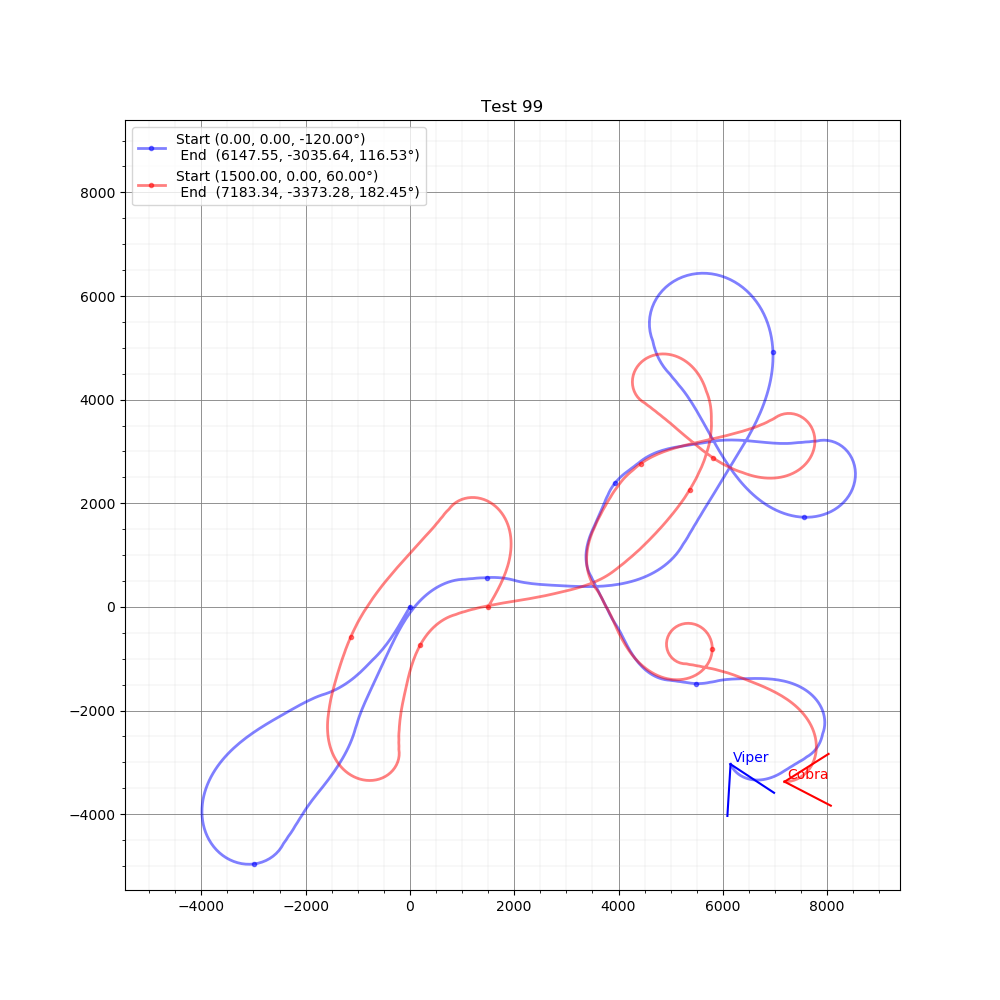 Test 99
Start (0.00, 0.00, -120.00°)
End (6147.55, -3035.64, 116.53°)
Start (1500.00, 0.00, 60.00°)
End (7183.34, -3373.28, 182.45°)
8000
6000
4000
2000
0
−2000
−4000
Viper
Cobra
−4000 −2000 0 2000 4000 6000 8000